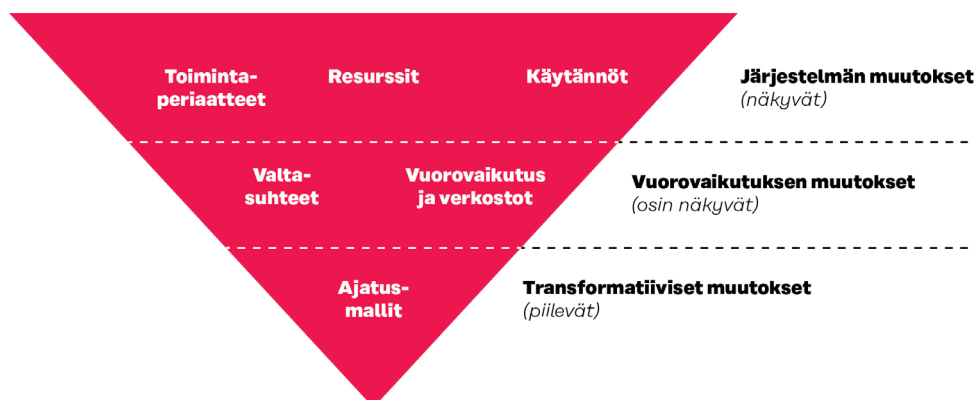 Toiminta-
periaatteet
Resurssit
Käytännöt
Järjestelmän muutokset
(näkyvät)
Valta-
suhteet
Vuorovaikutus
ja verkostot
Vuorovaikutuksen muutokset
(osin näkyvät)
Ajatus-
mallit
Transformatiiviset muutokset
(piilevät)